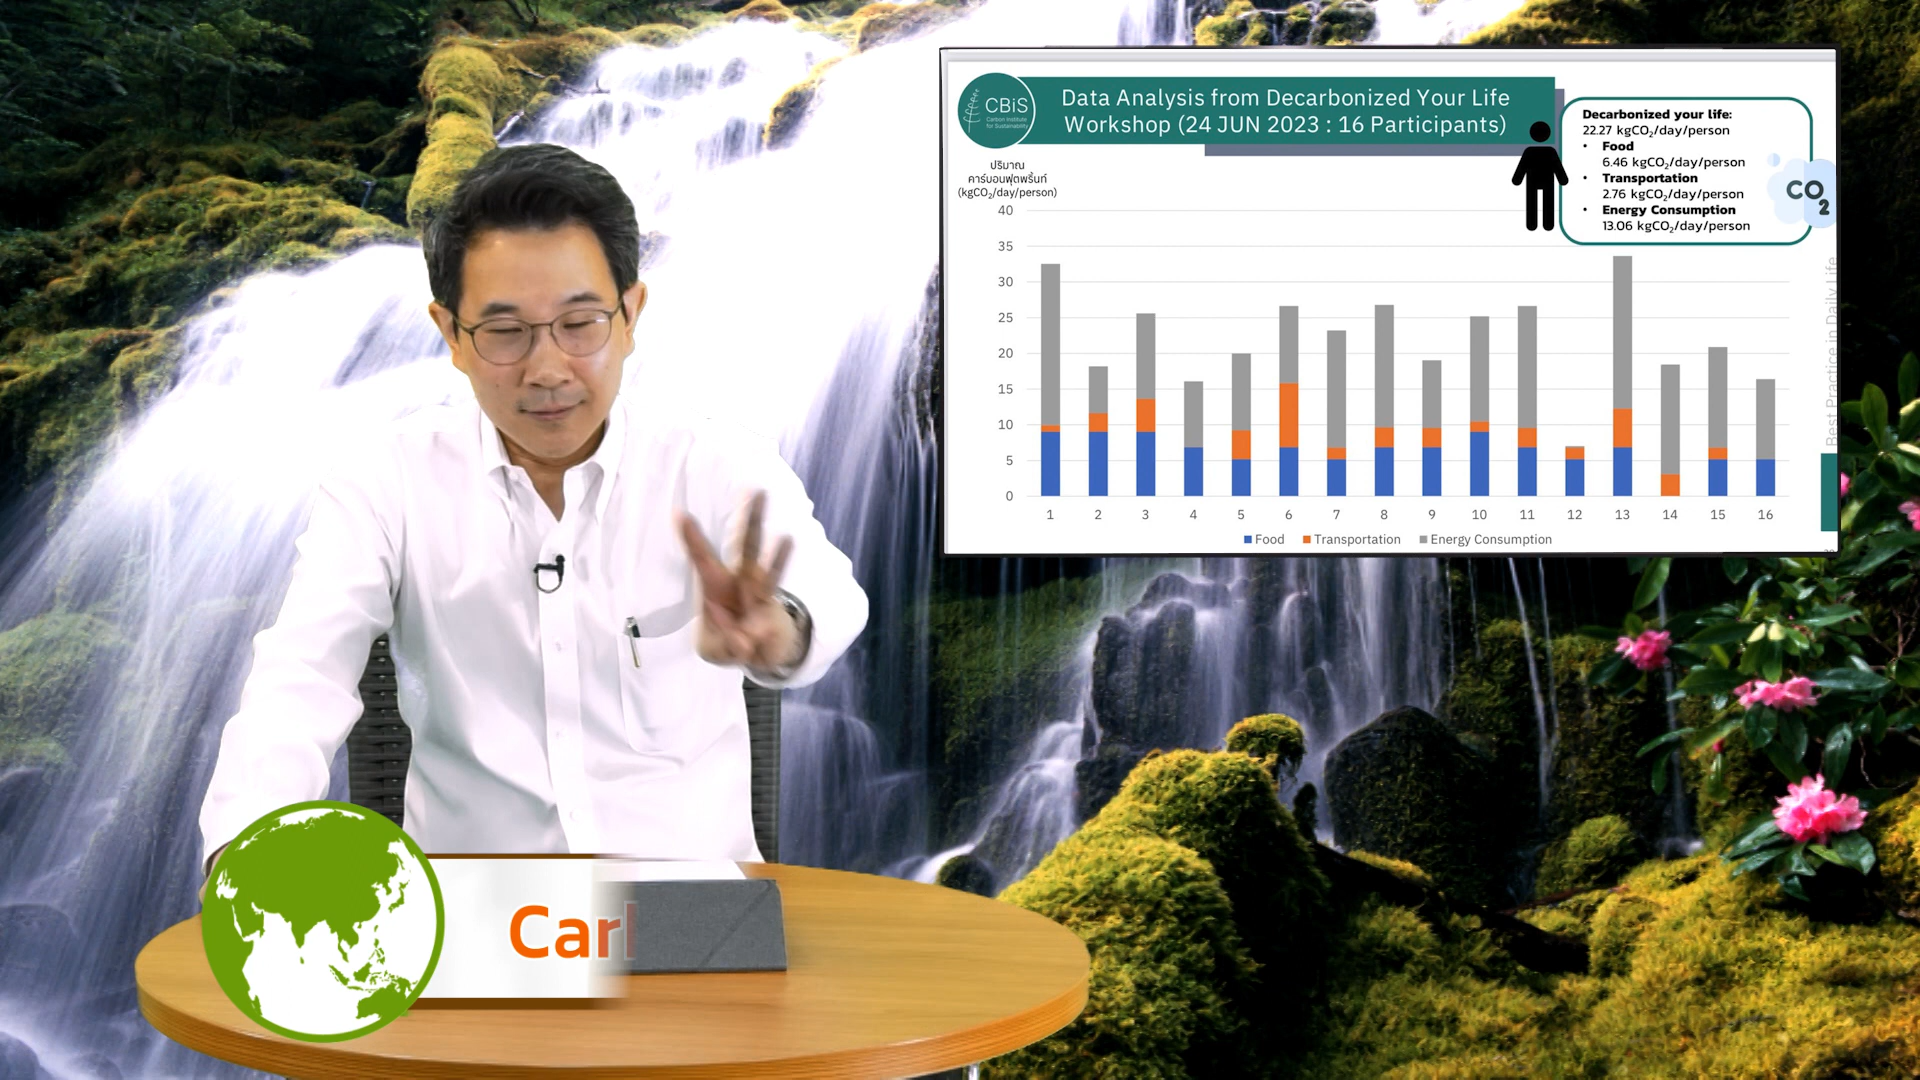 CBiS
Carbon Institute
for Sustainability
Data Analysis from Decarbonized Your Life
Workshop (24 JUN 2023 : 16 Participants)
Decarbonized your life:
22.27 kgCO₂/day/person
• Food
6.46 kgCO₂/day/person
• Transportation
2.76 kgCO₂/day/person
• Energy Consumption
13.06 kgCO₂/day/person
CO₂
ปริมาณ
คาร์บอนฟุตพริ้นท์
(kgCO₂/day/person)
40
35
30
25
20
15
10
5
0
1 2 3 4 5 6 7 8 9 10 11 12 13 14 15 16
Food Transportation Energy Consumption
Best Practice in Daily Life
Car